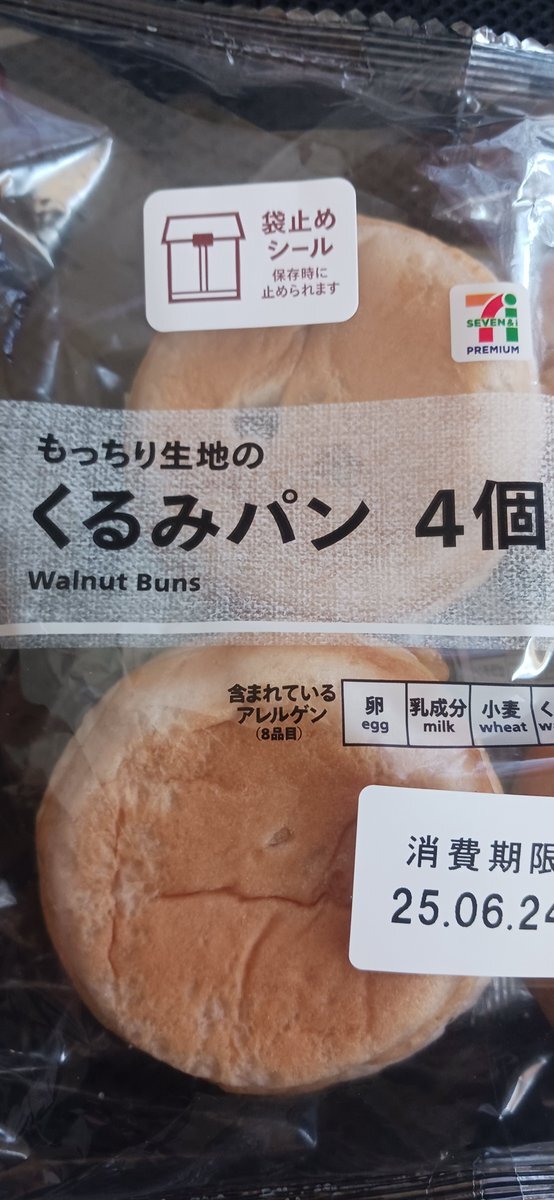 袋止め
シール
保存時に
止められます
SEVEN&i
PREMIUM
もっちり生地の
くるみパン 4個
Walnut Buns
含まれている
アレルゲン
(8品目)
卵 乳成分 小麦 く
egg milk wheat w
消費期限
25.06.24